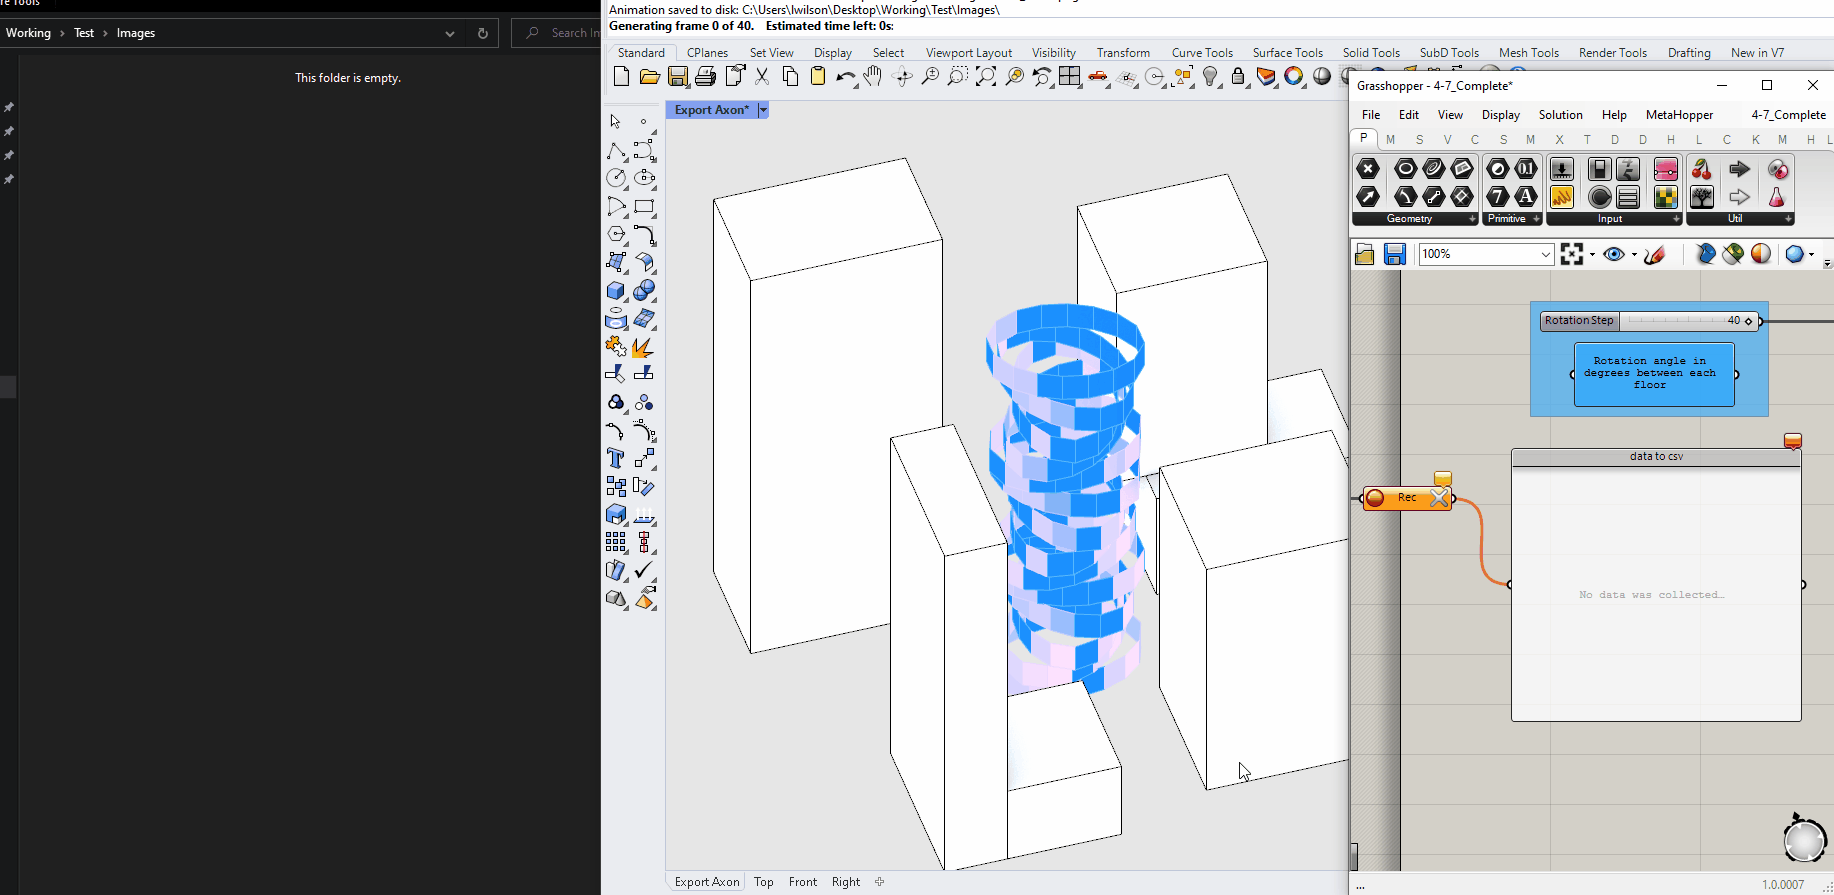 Working > Test > Images
Search In
This folder is empty.
Animation saved to disk: C:\Users\lwilson\Desktop\Working\Test\Images\
Generating frame 0 of 40.   Estimated time left: 0s:
Standard CPlanes Set View Display Select Viewport Layout Visibility Transform Curve Tools Surface Tools Solid Tools SubD Tools Mesh Tools Render Tools Drafting New in V7
Export Axon*
Export Axon Top Front Right
Grasshopper - 4-7_Complete*
File Edit View Display Solution Help MetaHopper 4-7_Complete
P M S V C S M X T D D H L C K M H L
Geometry Primitive Input Util
100%
Rotation Step 40
Rotation angle in
degrees between each
floor
data to csv
Rec
No data was collected…
...
1.0.0007